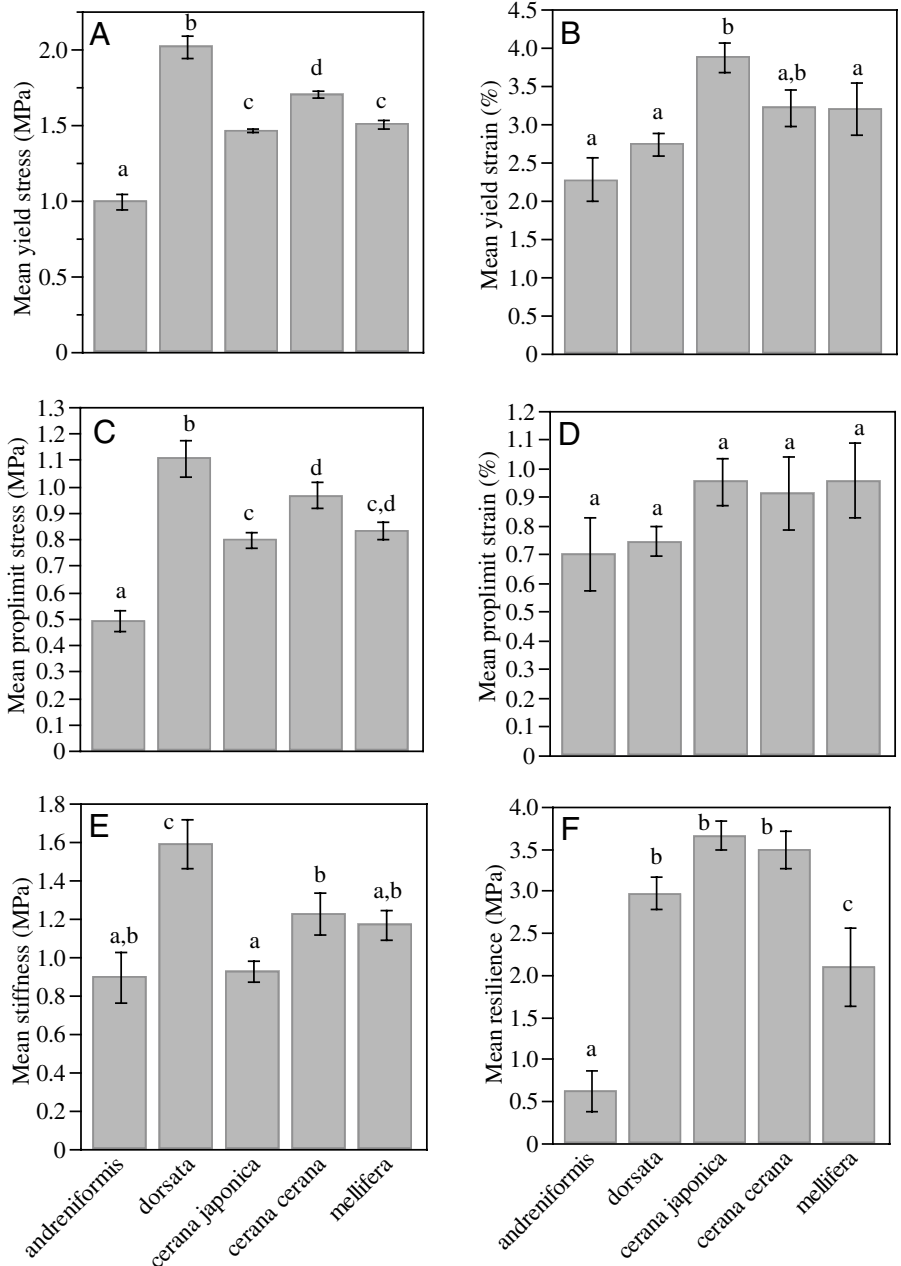 A
Mean yield stress (MPa)
2.0
1.5
1.0
0.5
0
a
b
c
d
c
B
Mean yield strain (%)
4.5
4.0
3.5
3.0
2.5
2.0
1.5
1.0
0.5
0
a
a
b
a,b
a
C
Mean proplimit stress (MPa)
1.3
1.2
1.1
1.0
0.9
0.8
0.7
0.6
0.5
0.4
0.3
0.2
0.1
0
a
b
c
d
c,d
D
Mean proplimit strain (%)
1.2
1.1
1.0
0.9
0.8
0.7
0.6
0.5
0.4
0.3
0.2
0.1
0
a
a
a
a
a
E
Mean stiffness (MPa)
1.8
1.6
1.4
1.2
1.0
0.8
0.6
0.4
0.2
0
a,b
c
a
b
a,b
andreniformis
dorsata
cerana japonica
cerana cerana
mellifera
F
Mean resilience (MPa)
4.0
3.5
3.0
2.5
2.0
1.5
1.0
0.5
0
a
b
b
b
c
andreniformis
dorsata
cerana japonica
cerana cerana
mellifera